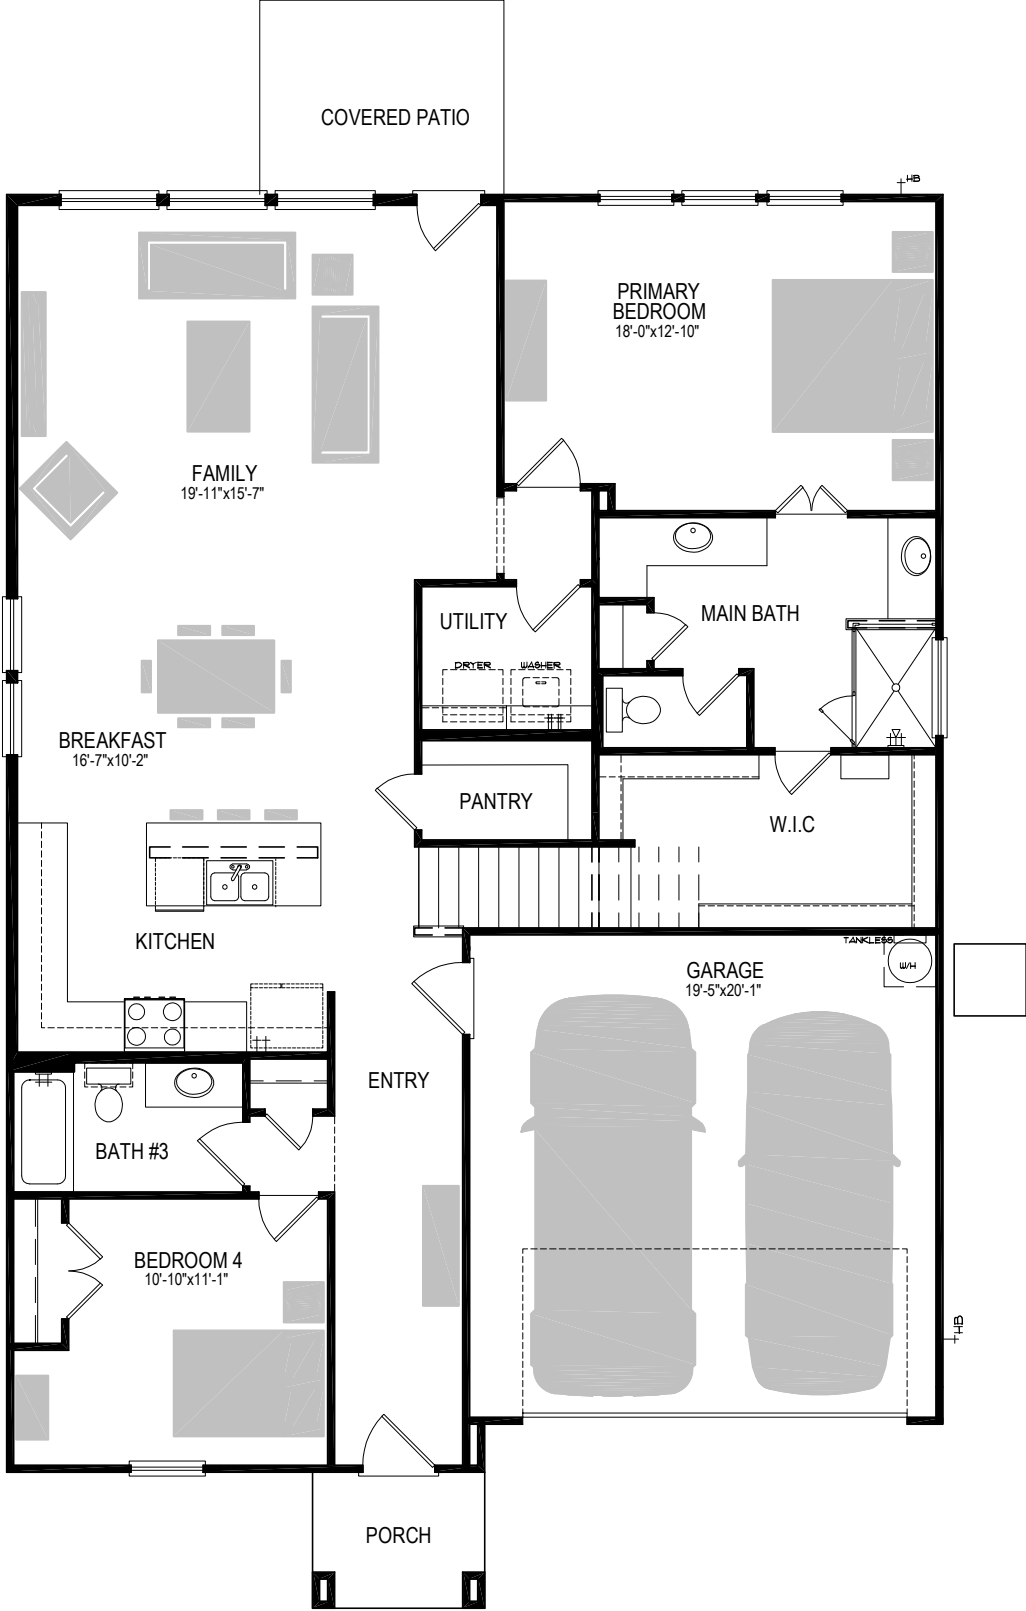 COVERED PATIO
HB
PRIMARY
BEDROOM
18'-0"x12'-10"
FAMILY
19'-11"x15'-7"
UTILITY
MAIN BATH
DRYER
WASHER
BREAKFAST
16'-7"x10'-2"
PANTRY
W.I.C
KITCHEN
TANKLESS
W/H
GARAGE
19'-5"x20'-1"
ENTRY
BATH #3
BEDROOM 4
10'-10"x11'-1"
HB
PORCH